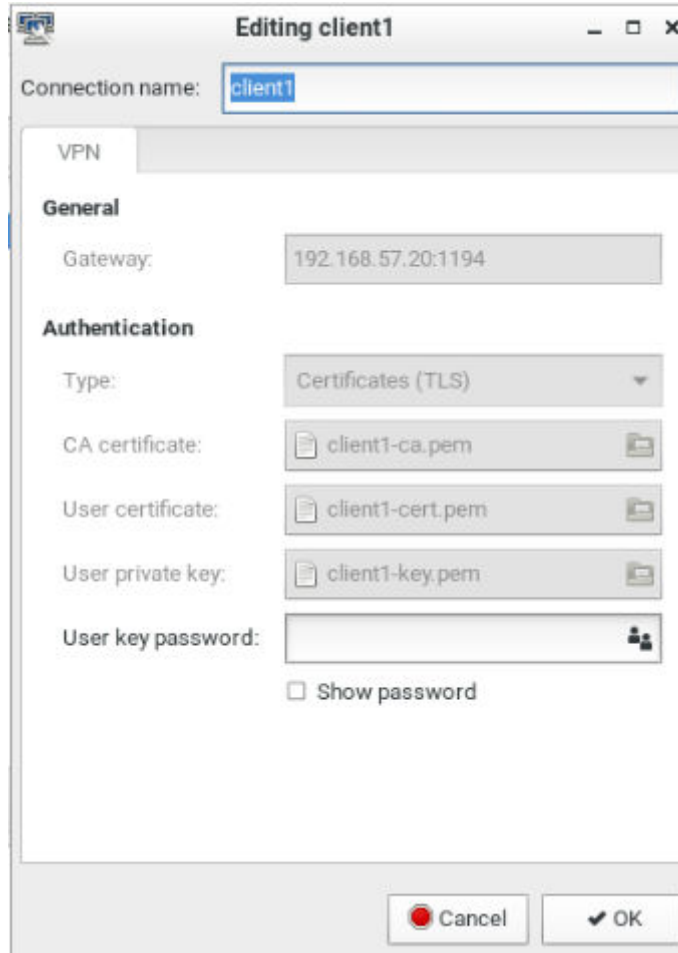 Editing client1
Connection name: client1
VPN
General
Gateway: 192.168.57.20:1194
Authentication
Type: Certificates (TLS)
CA certificate: client1-ca.pem
User certificate: client1-cert.pem
User private key: client1-key.pem
User key password:
Show password
Cancel OK